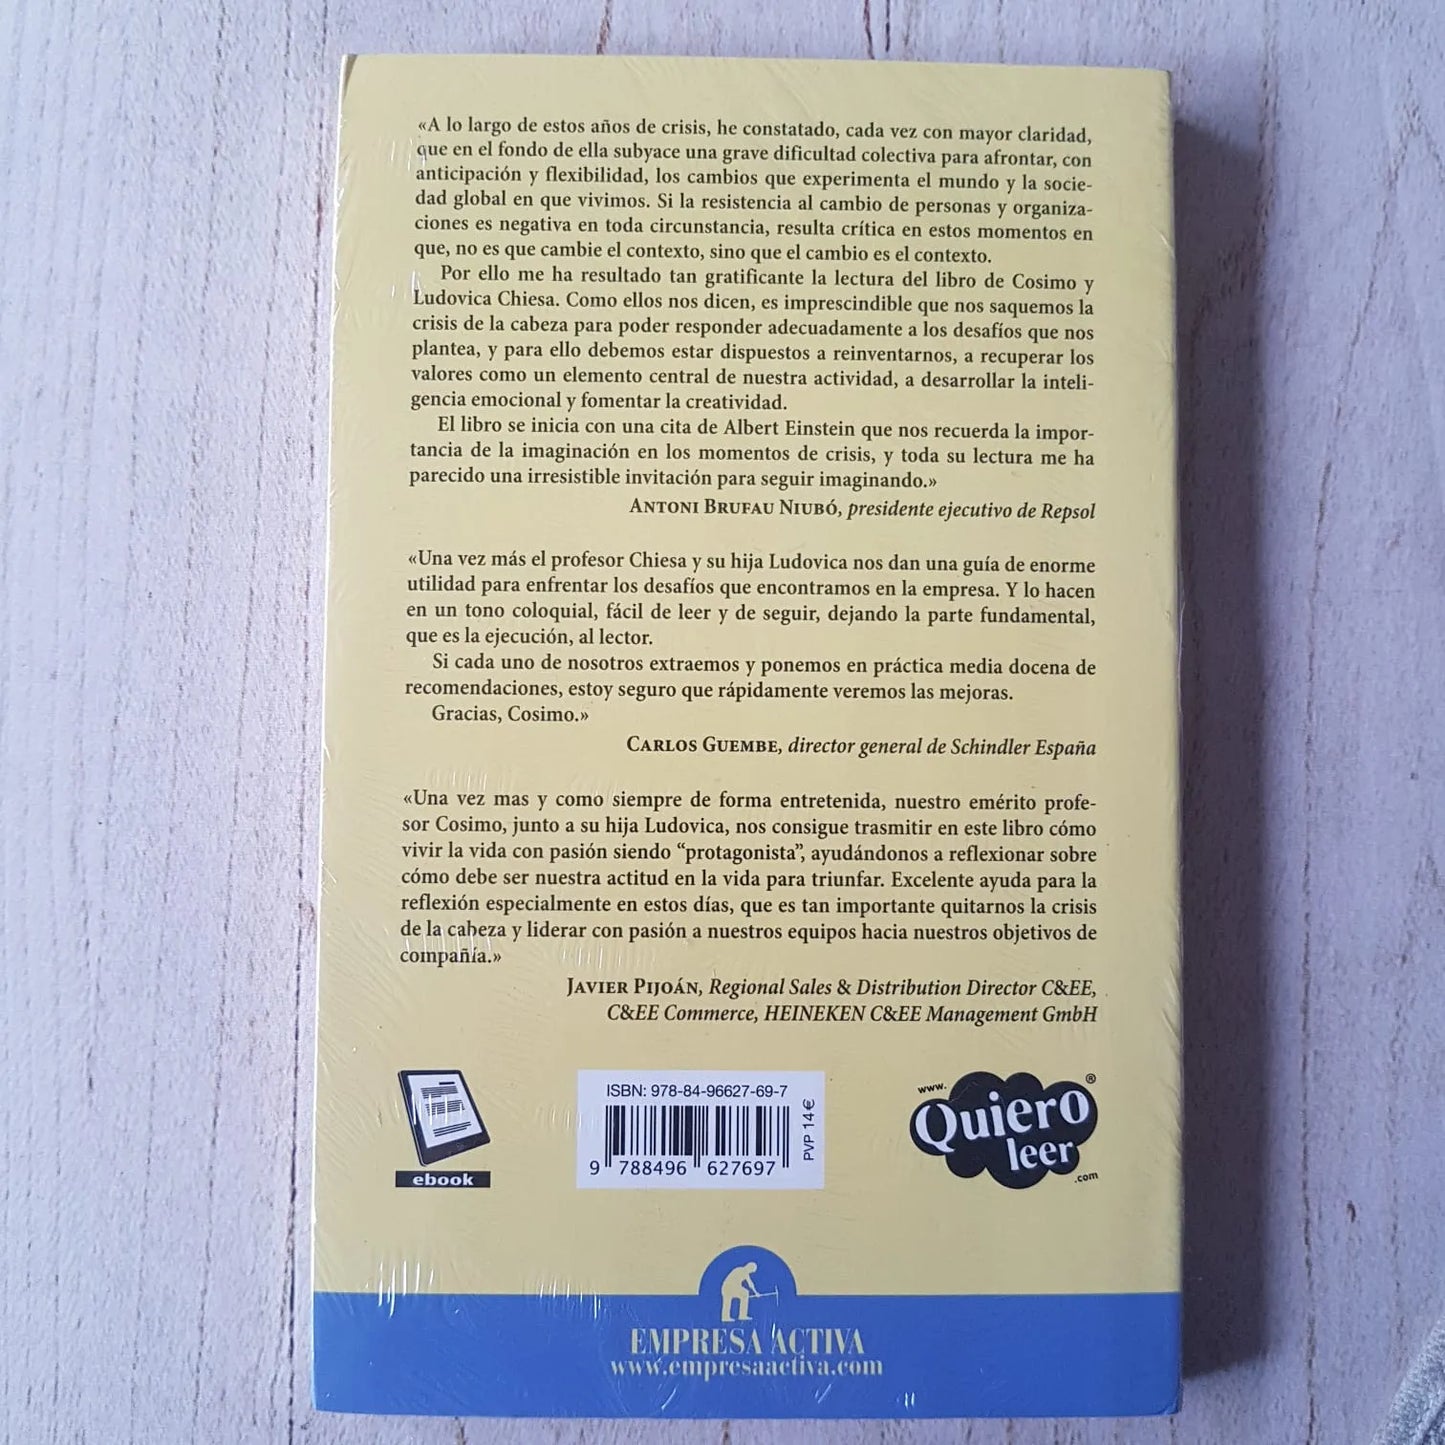 «A lo largo de estos años de crisis, he constatado, cada vez con mayor claridad,
que en el fondo de ella subyace una grave dificultad colectiva para afrontar, con
anticipación y flexibilidad, los cambios que experimenta el mundo y la socie-
dad global en que vivimos. Si la resistencia al cambio de personas y organiza-
ciones es negativa en toda circunstancia, resulta crítica en estos momentos en
que, no es que cambie el contexto, sino que el cambio es el contexto.
Por ello me ha resultado tan gratificante la lectura del libro de Cosimo y
Ludovica Chiesa. Como ellos nos dicen, es imprescindible que nos saquemos la
crisis de la cabeza para poder responder adecuadamente a los desafíos que nos
plantea, y para ello debemos estar dispuestos a reinventarnos, a recuperar los
valores como un elemento central de nuestra actividad, a desarrollar la inteli-
gencia emocional y fomentar la creatividad.
El libro se inicia con una cita de Albert Einstein que nos recuerda la impor-
tancia de la imaginación en los momentos de crisis, y toda su lectura me ha
parecido una irresistible invitación para seguir imaginando.»
ANTONI BRUFAU NIUBÓ, presidente ejecutivo de Repsol
«Una vez más el profesor Chiesa y su hija Ludovica nos dan una guía de enorme
utilidad para enfrentar los desafíos que encontramos en la empresa. Y lo hacen
en un tono coloquial, fácil de leer y de seguir, dejando la parte fundamental,
que es la ejecución, al lector.
Si cada uno de nosotros extraemos y ponemos en práctica media docena de
recomendaciones, estoy seguro que rápidamente veremos las mejoras.
Gracias, Cosimo.»
CARLOS GUEMBE, director general de Schindler España
«Una vez mas y como siempre de forma entretenida, nuestro emérito profe-
sor Cosimo, junto a su hija Ludovica, nos consigue trasmitir en este libro cómo
vivir la vida con pasión siendo “protagonista”, ayudándonos a reflexionar sobre
cómo debe ser nuestra actitud en la vida para triunfar. Excelente ayuda para la
reflexión especialmente en estos días, que es tan importante quitarnos la crisis
de la cabeza y liderar con pasión a nuestros equipos hacia nuestros objetivos de
compañía.»
JAVIER PIJOÁN, Regional Sales & Distribution Director C&EE,
C&EE Commerce, HEINEKEN C&EE Management GmbH
ebook
ISBN: 978-84-96627-69-7
9 788496 627697
PVP 14€
www.
Quiero
leer
.com
®
EMPRESA ACTIVA
www.empresaactiva.com